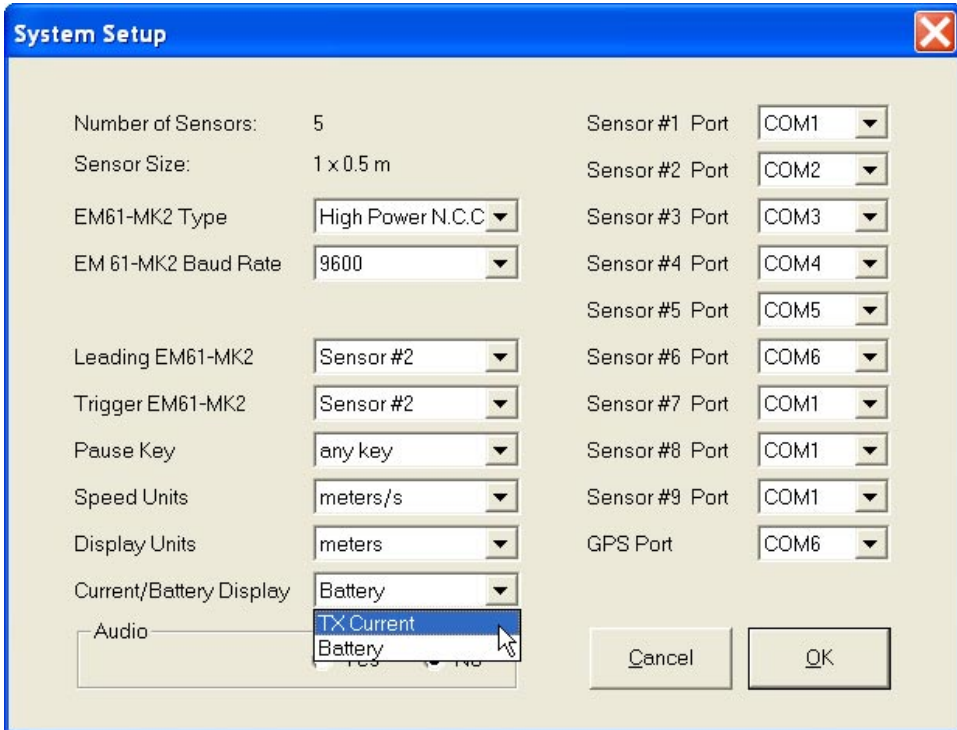 System Setup
Number of Sensors: 5
Sensor Size: 1 x 0.5 m
EM61-MK2 Type High Power N.C.C
EM 61-MK2 Baud Rate 9600
Leading EM61-MK2 Sensor #2
Trigger EM61-MK2 Sensor #2
Pause Key any key
Speed Units meters/s
Display Units meters
Current/Battery Display Battery
TX Current
Battery
Audio
Sensor #1 Port COM1
Sensor #2 Port COM2
Sensor #3 Port COM3
Sensor #4 Port COM4
Sensor #5 Port COM5
Sensor #6 Port COM6
Sensor #7 Port COM1
Sensor #8 Port COM1
Sensor #9 Port COM1
GPS Port COM6
Cancel OK